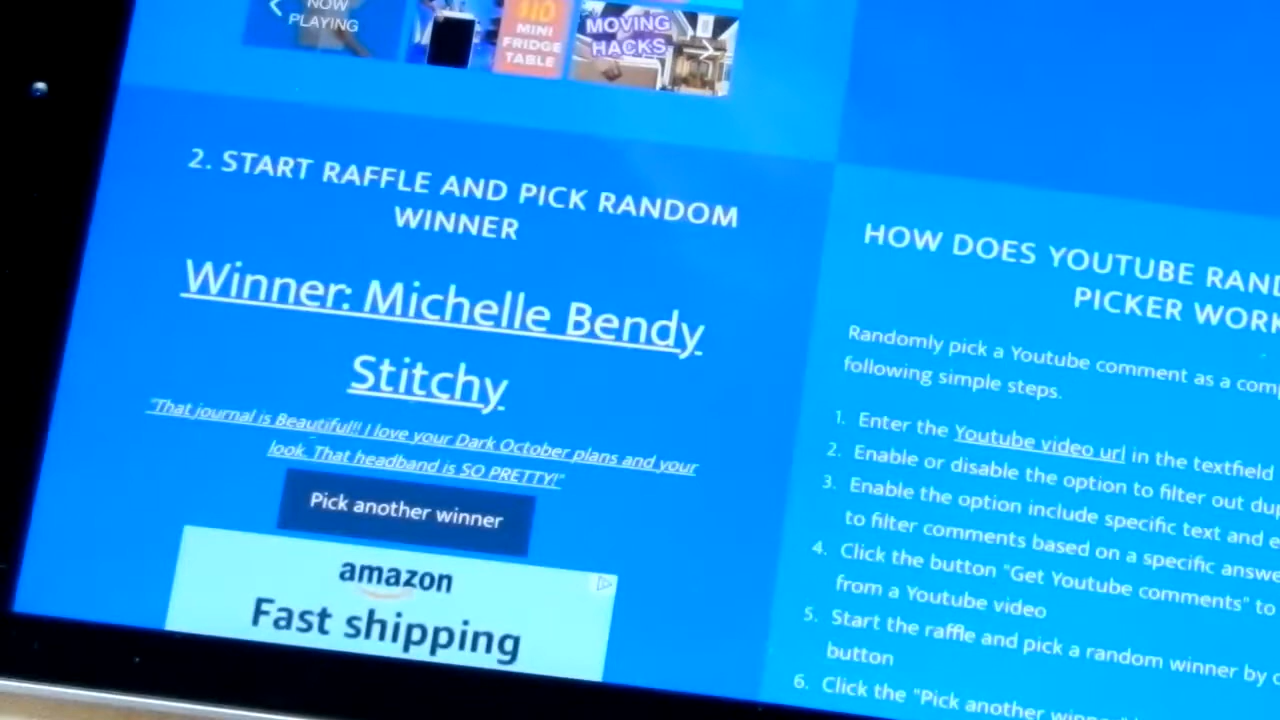 NOW
PLAYING
$10
MINI
FRIDGE
TABLE
MOVING
HACKS
2. START RAFFLE AND PICK RANDOM
WINNER
Winner: Michelle Bendy
Stitchy
"That journal is Beautiful!! I love your Dark October plans and your
look. That headband is SO PRETTY!"
Pick another winner
amazon
Fast shipping
HOW DOES YOUTUBE RAND
PICKER WORK
Randomly pick a Youtube comment as a comp
following simple steps.
1. Enter the Youtube video url in the textfield
2. Enable or disable the option to filter out dup
3. Enable the option include specific text and e
to filter comments based on a specific answe
4. Click the button "Get Youtube comments" to
from a Youtube video
5. Start the raffle and pick a random winner by c
button
6. Click the "Pick another winner"